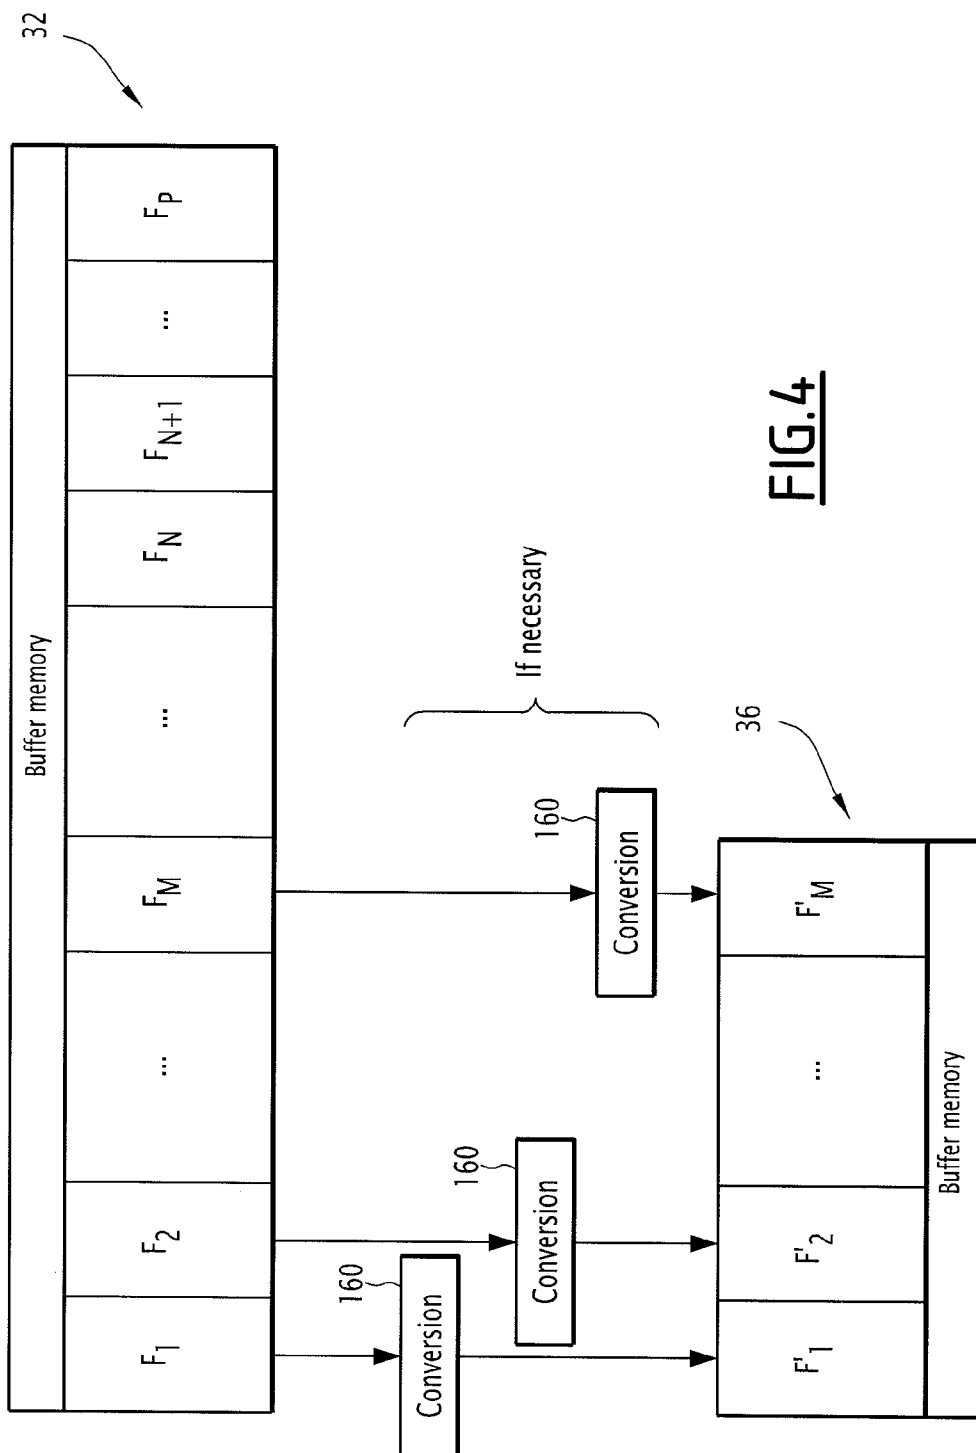 32
Buffer memory
F1 F2 ... FM ... FN FN+1 ... FP
If necessary
160
Conversion
160
Conversion
160
Conversion
36
F'1 F'2 ... F'M
Buffer memory
FIG.4